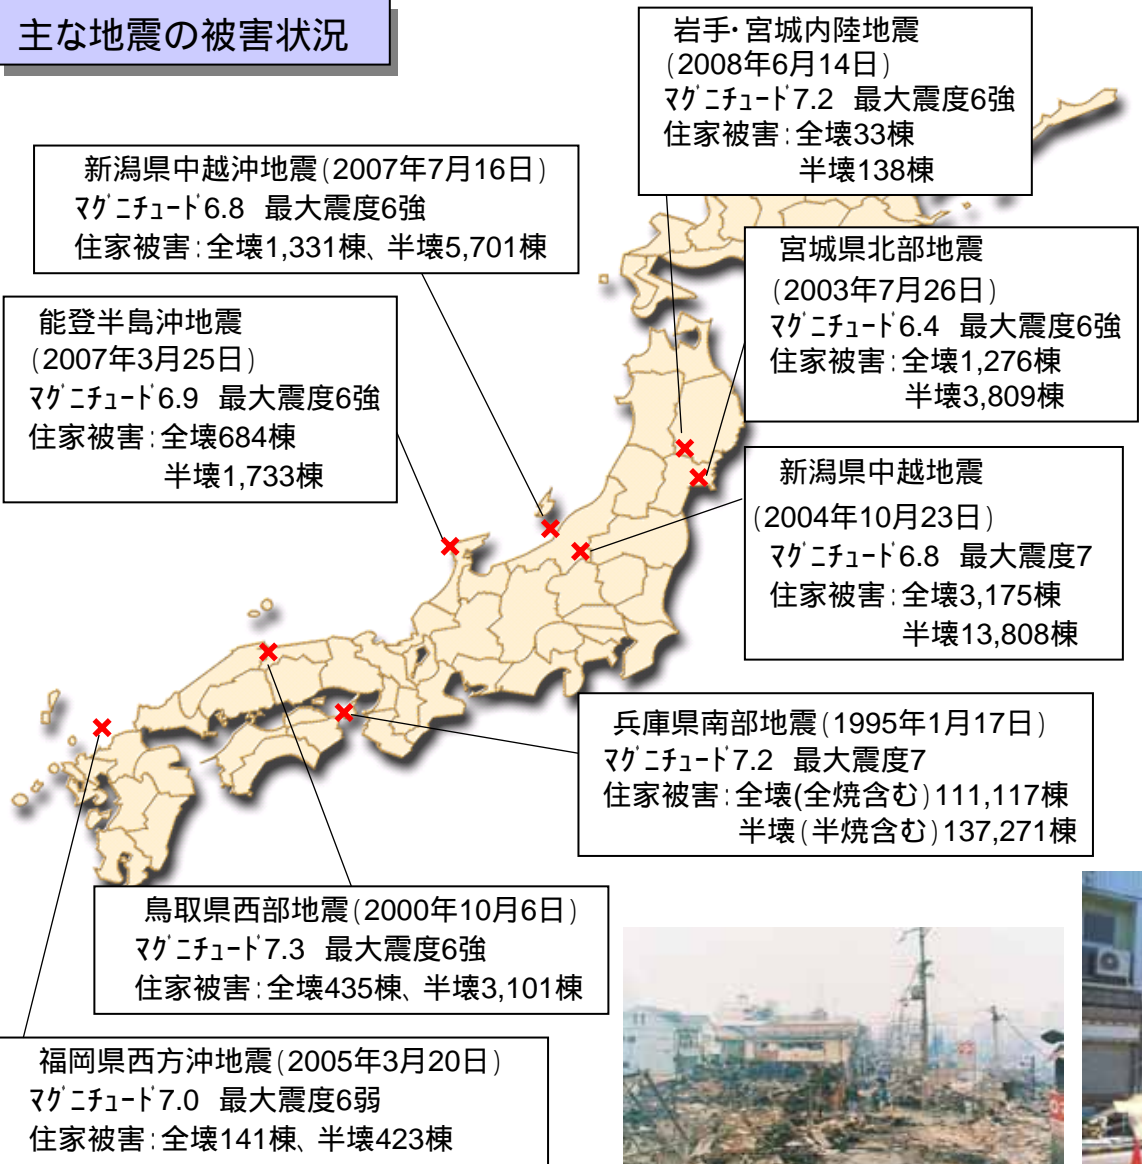 主な地震の被害状況
岩手・宮城内陸地震
(2008年6月14日)
ﾏｸﾞﾆﾁｭｰﾄﾞ7.2 最大震度6強
住家被害:全壊33棟
半壊138棟
新潟県中越沖地震(2007年7月16日)
ﾏｸﾞﾆﾁｭｰﾄﾞ6.8 最大震度6強
住家被害:全壊1,331棟、半壊5,701棟
宮城県北部地震
(2003年7月26日)
ﾏｸﾞﾆﾁｭｰﾄﾞ6.4 最大震度6強
住家被害:全壊1,276棟
半壊3,809棟
能登半島沖地震
(2007年3月25日)
ﾏｸﾞﾆﾁｭｰﾄﾞ6.9 最大震度6強
住家被害:全壊684棟
半壊1,733棟
新潟県中越地震
(2004年10月23日)
ﾏｸﾞﾆﾁｭｰﾄﾞ6.8 最大震度7
住家被害:全壊3,175棟
半壊13,808棟
兵庫県南部地震(1995年1月17日)
ﾏｸﾞﾆﾁｭｰﾄﾞ7.2 最大震度7
住家被害:全壊(全焼含む)111,117棟
半壊(半焼含む)137,271棟
鳥取県西部地震(2000年10月6日)
ﾏｸﾞﾆﾁｭｰﾄﾞ7.3 最大震度6強
住家被害:全壊435棟、半壊3,101棟
福岡県西方沖地震(2005年3月20日)
ﾏｸﾞﾆﾁｭｰﾄﾞ7.0 最大震度6弱
住家被害:全壊141棟、半壊423棟